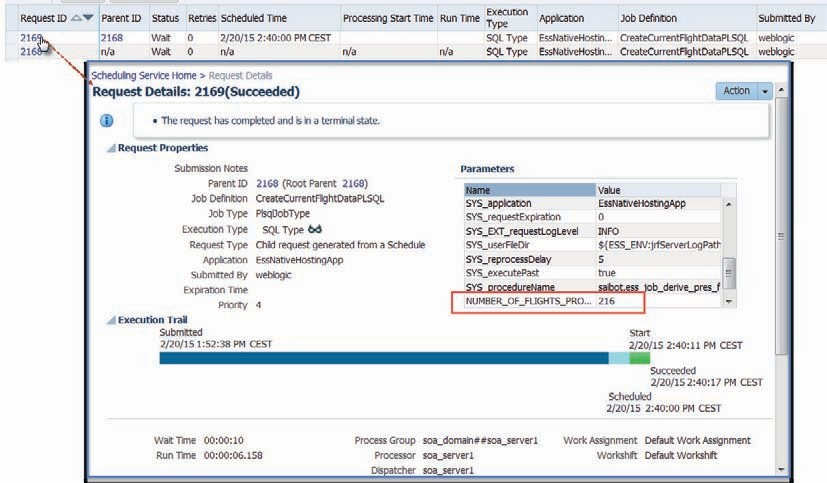 Request ID Parent ID Status Retries Scheduled Time Processing Start Time Run Time Execution Type Application Job Definition Submitted By
2169 2168 Wait 0 2/20/15 2:40:00 PM CEST SQL Type EssNativeHostin... CreateCurrentFlightDataPLSQL weblogic
2168 n/a Wait 0 n/a n/a n/a SQL Type EssNativeHostin... CreateCurrentFlightDataPLSQL weblogic
Scheduling Service Home > Request Details
Request Details: 2169(Succeeded)
Action
• The request has completed and is in a terminal state.
Request Properties
Submission Notes
Parent ID 2168 (Root Parent 2168)
Job Definition CreateCurrentFlightDataPLSQL
Job Type PlsqlJobType
Execution Type SQL Type
Request Type Child request generated from a Schedule
Application EssNativeHostingApp
Submitted By weblogic
Expiration Time
Priority 4
Parameters
Name Value
SYS_application EssNativeHostingApp
SYS_requestExpiration 0
SYS_EXT_requestLogLevel INFO
SYS_userFileDir ${ESS_ENV:jrfServerLogPath
SYS_reprocessDelay 5
SYS_executePast true
SYS_procedureName saibot.ess_job_derive_pres_f
NUMBER_OF_FLIGHTS_PRO... 216
Execution Trail
Submitted
2/20/15 1:52:38 PM CEST
Start
2/20/15 2:40:11 PM CEST
Succeeded
2/20/15 2:40:17 PM CEST
Scheduled
2/20/15 2:40:00 PM CEST
Wait Time 00:00:10 Process Group soa_domain##soa_server1 Work Assignment Default Work Assignment
Run Time 00:00:06.158 Processor soa_server1 Workshift Default Workshift
Dispatcher soa_server1